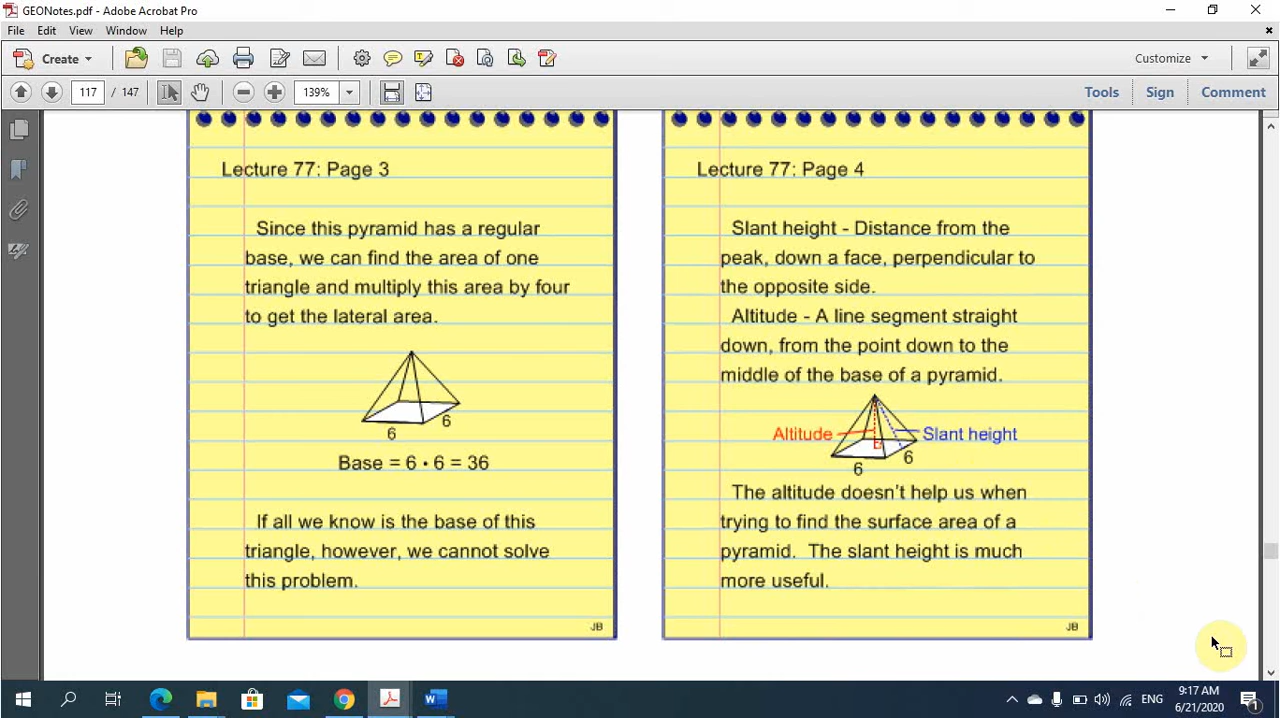 GEONotes.pdf - Adobe Acrobat Pro
File Edit View Window Help
Create Customize
117 / 147 139% Tools Sign Comment
Lecture 77: Page 3
Since this pyramid has a regular
base, we can find the area of one
triangle and multiply this area by four
to get the lateral area.
6
6
Base = 6 • 6 = 36
If all we know is the base of this
triangle, however, we cannot solve
this problem.
JB
Lecture 77: Page 4
Slant height - Distance from the
peak, down a face, perpendicular to
the opposite side.
Altitude - A line segment straight
down, from the point down to the
middle of the base of a pyramid.
Altitude Slant height
6
6
The altitude doesn't help us when
trying to find the surface area of a
pyramid. The slant height is much
more useful.
JB
ENG
9:17 AM
6/21/2020
1